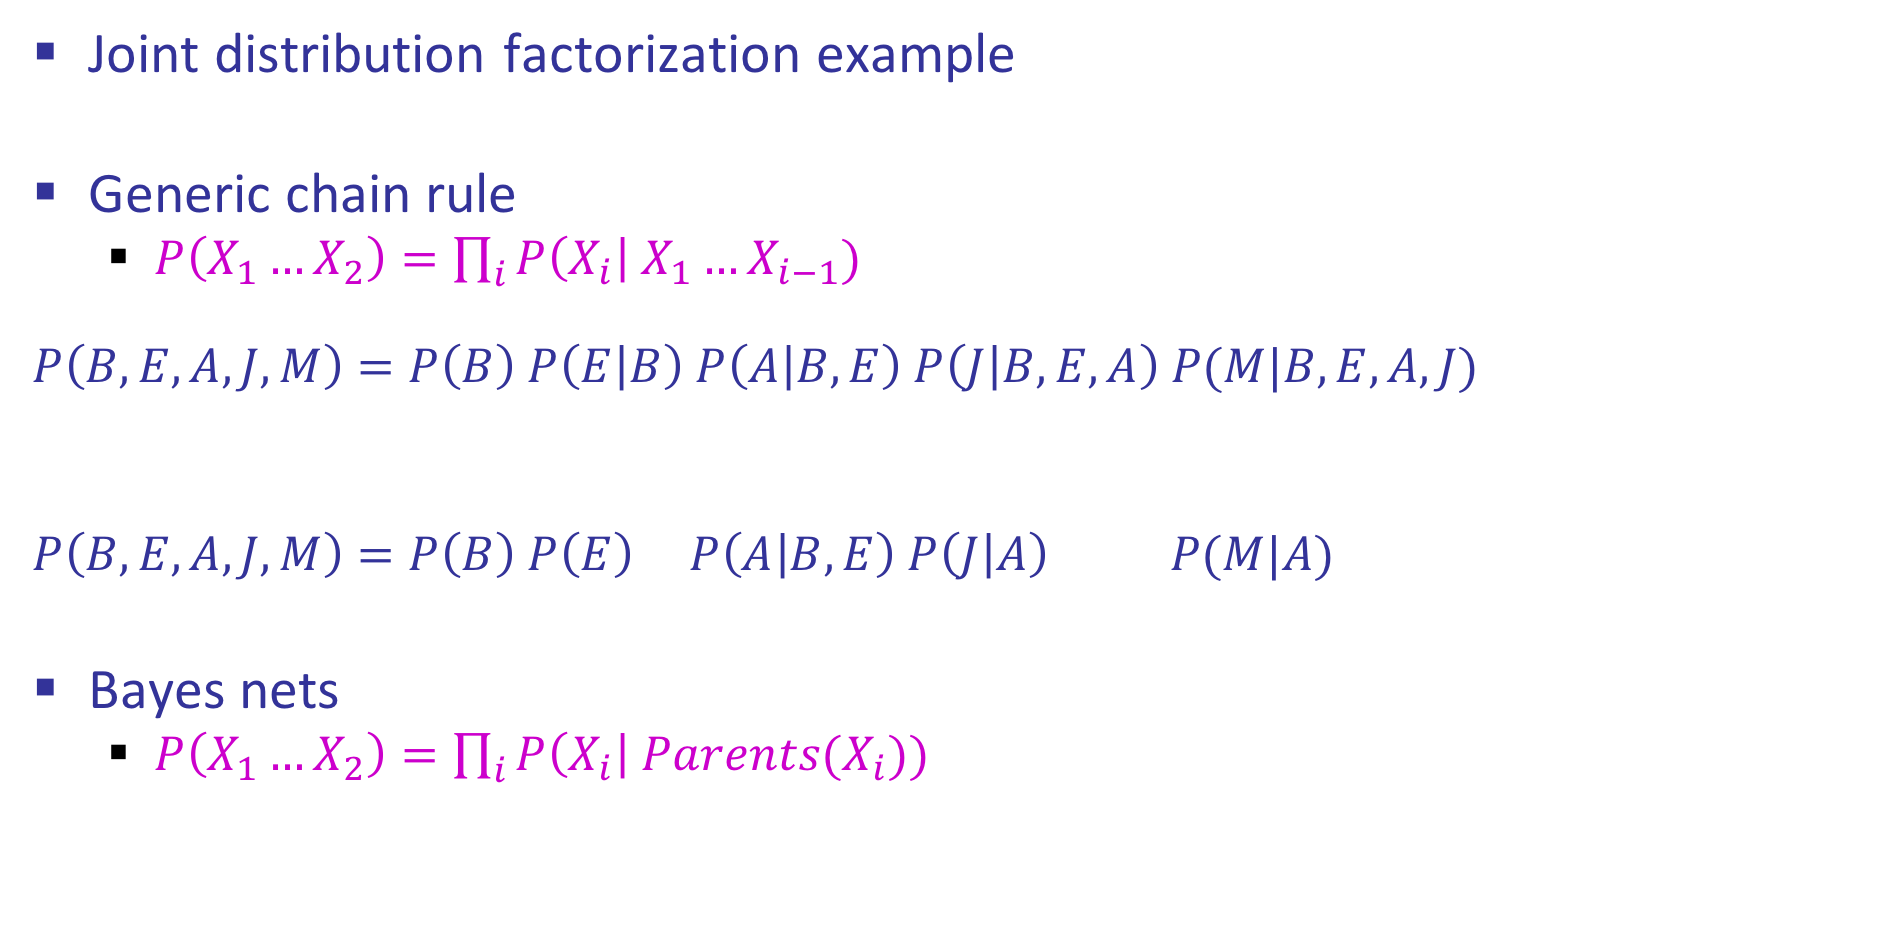 ▪ Joint distribution factorization example
▪ Generic chain rule
▪ P(X₁ … X₂) = ∏ᵢ P(Xᵢ| X₁ … Xᵢ₋₁)
P(B, E, A, J, M) = P(B) P(E|B) P(A|B, E) P(J|B, E, A) P(M|B, E, A, J)
P(B, E, A, J, M) = P(B) P(E) P(A|B, E) P(J|A) P(M|A)
▪ Bayes nets
▪ P(X₁ … X₂) = ∏ᵢ P(Xᵢ| Parents(Xᵢ))